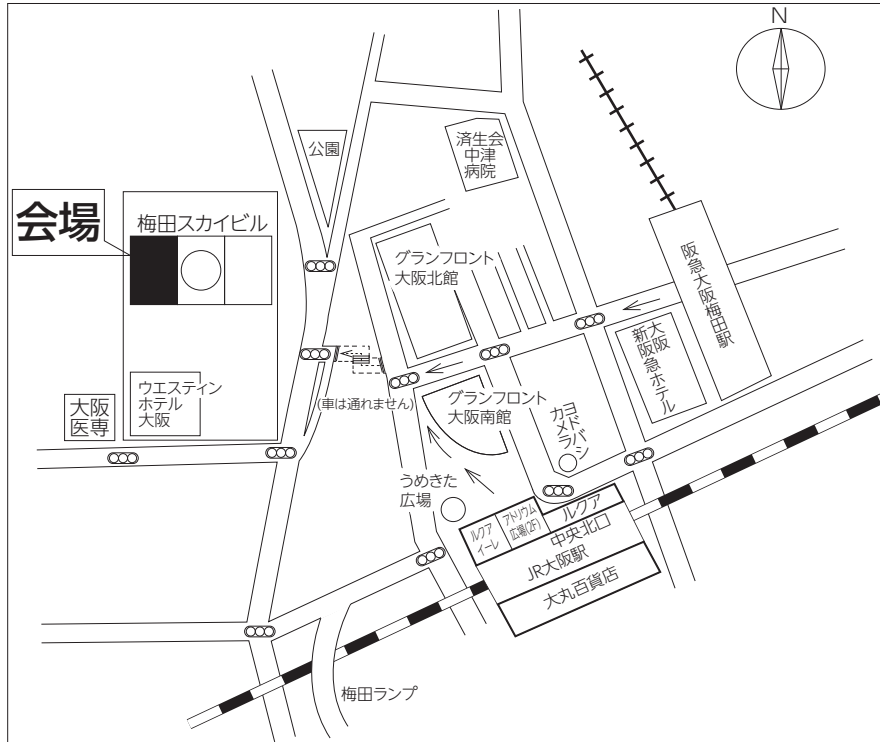 N
公園
済生会
中津
病院
会場
梅田スカイビル
グランフロント
大阪北館
阪急大阪梅田駅
大阪
新阪急ホテル
ウエスティン
ホテル
大阪
大阪
医専
(車は通れません)
グランフロント
大阪南館
ヨドバシ
カメラ
うめきた
広場
ルクア
イーレ
アトリウム
広場(2F)
ルクア
中央北口
JR大阪駅
大丸百貨店
梅田ランプ